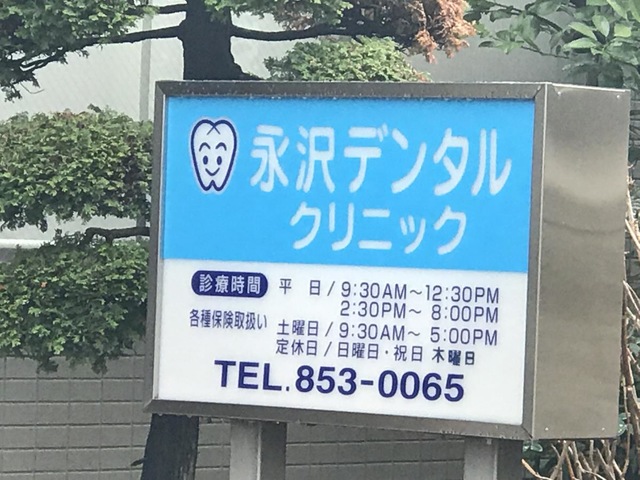 永沢デンタル
クリニック
診療時間 平 日/9:30AM～12:30PM
2:30PM～ 8:00PM
各種保険取扱い
土曜日/9:30AM～ 5:00PM
定休日/日曜日・祝日 木曜日
TEL.853-0065